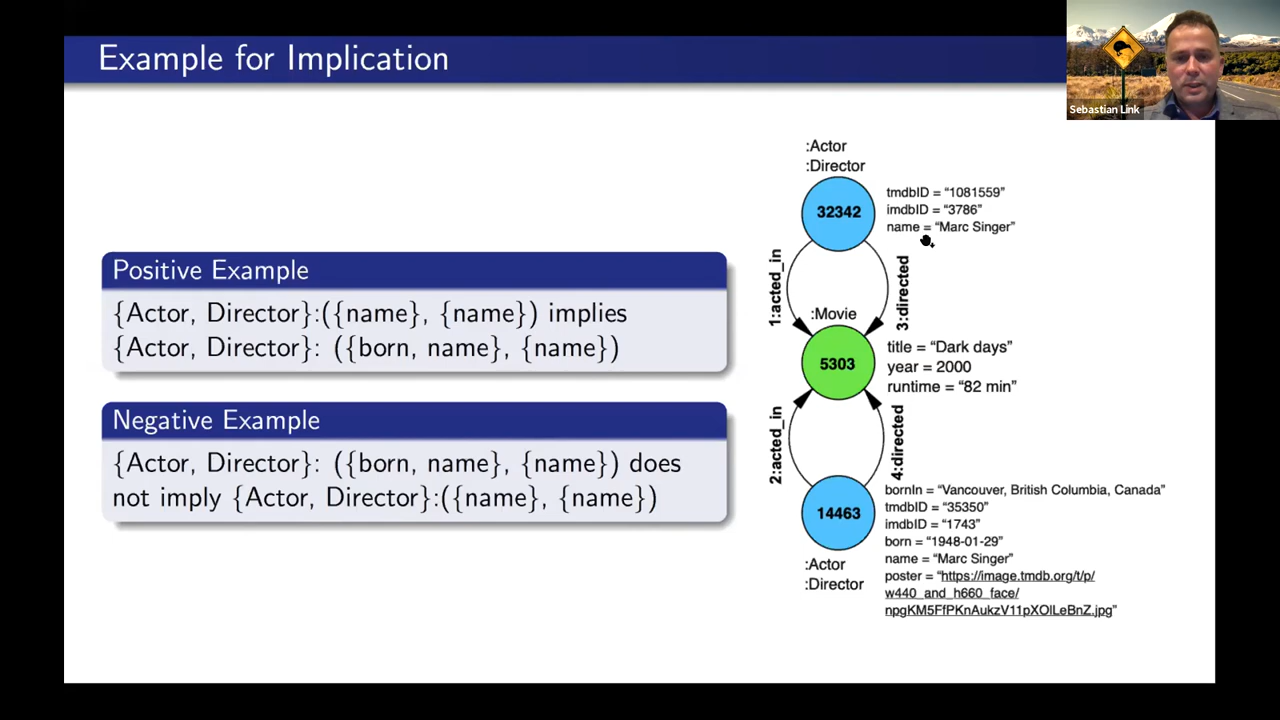 Example for Implication
Sebastian Link
Positive Example
{Actor, Director}:({name}, {name}) implies
{Actor, Director}: ({born, name}, {name})
Negative Example
{Actor, Director}: ({born, name}, {name}) does
not imply {Actor, Director}:({name}, {name})
:Actor
:Director
32342
tmdbID = “1081559”
imdbID = “3786”
name = “Marc Singer”
1:acted_in
3:directed
:Movie
5303
title = “Dark days”
year = 2000
runtime = “82 min”
2:acted_in
4:directed
14463
bornIn = “Vancouver, British Columbia, Canada”
tmdbID = “35350”
imdbID = “1743”
born = “1948-01-29”
name = “Marc Singer”
poster = “https://image.tmdb.org/t/p/
w440_and_h660_face/
npgKM5FfPKnAukzV11pXOlLeBnZ.jpg”
:Actor
:Director